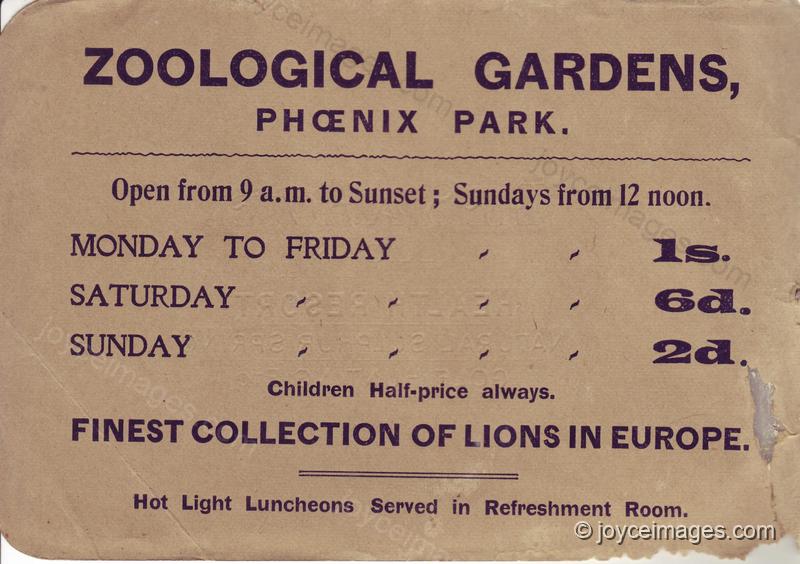 ZOOLOGICAL GARDENS,
PHŒNIX PARK.
Open from 9 a.m. to Sunset; Sundays from 12 noon.
MONDAY TO FRIDAY 1s.
SATURDAY 6d.
SUNDAY 2d.
Children Half-price always.
FINEST COLLECTION OF LIONS IN EUROPE.
Hot Light Luncheons Served in Refreshment Room.
© joyceimages.com